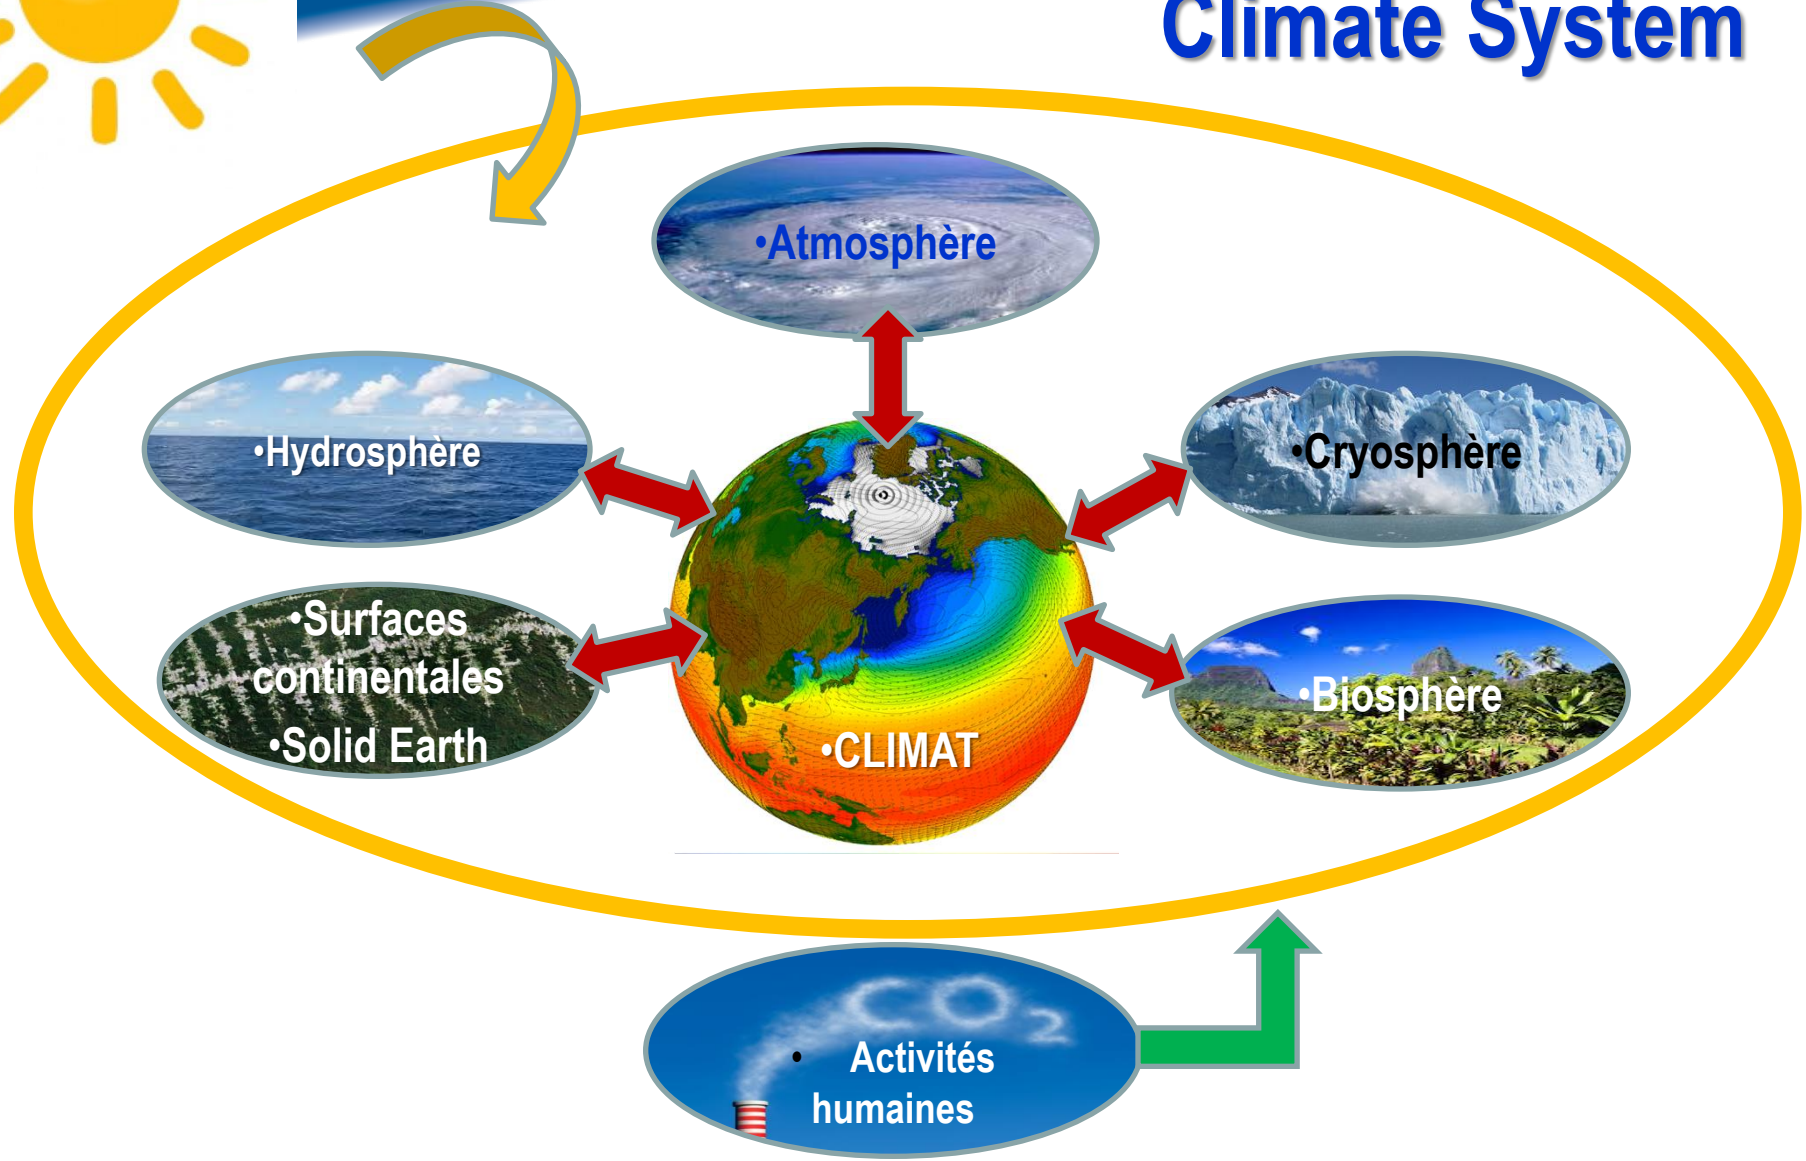 Climate System
•Atmosphère
•Hydrosphère
•Cryosphère
•Surfaces
continentales
•Solid Earth
•Biosphère
•CLIMAT
CO2
• Activités
humaines